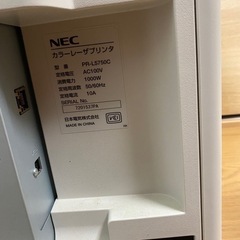 NEC
カラーレーザプリンタ
型 番 PR-L5750C
定格電圧 AC100V
消費電力 1000W
定格周波数 50/60Hz
定格電流 10A
SERIAL No.
日本電気株式会社
MADE IN CHINA